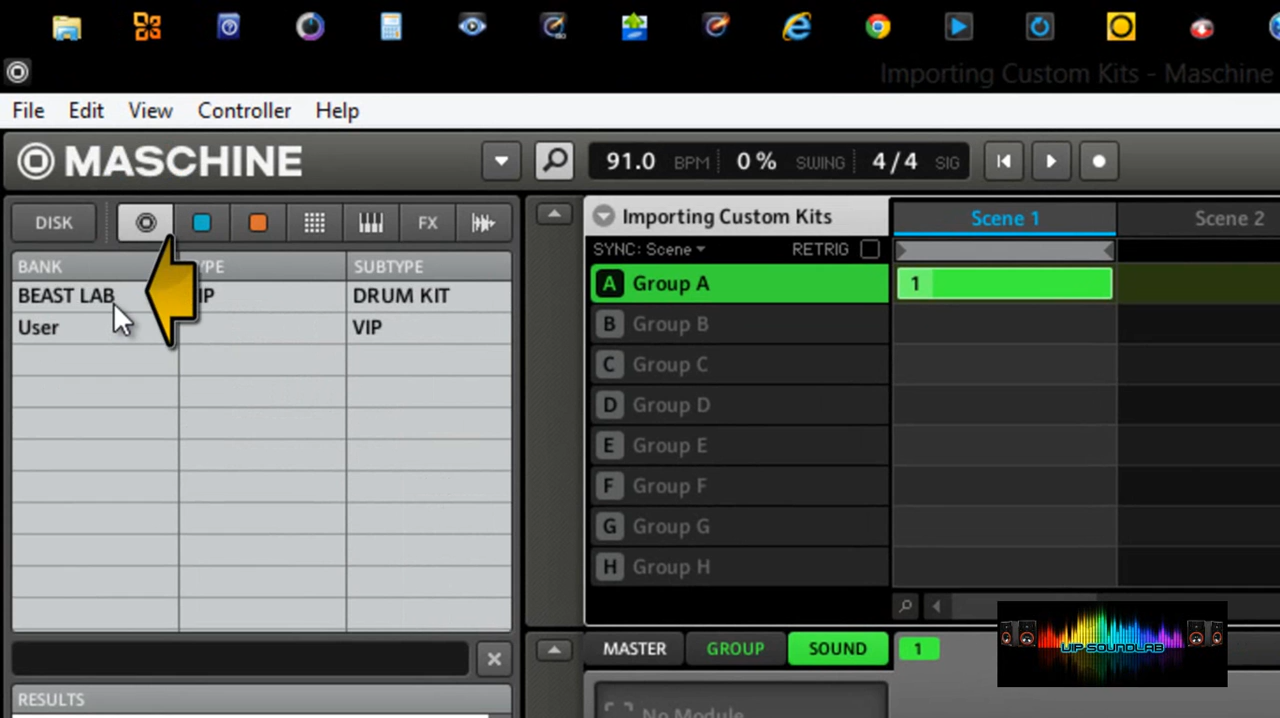 Importing Custom Kits - Maschine
File Edit View Controller Help
MASCHINE
91.0 BPM 0 % SWING 4/4 SIG
DISK FX
Importing Custom Kits
Scene 1 Scene 2
SYNC: Scene RETRIG
BANK YPE SUBTYPE
BEAST LAB IP DRUM KIT
User VIP
A Group A 1
B Group B
C Group C
D Group D
E Group E
F Group F
G Group G
H Group H
VIP SOUNDLAB
MASTER GROUP SOUND 1
RESULTS
No Module